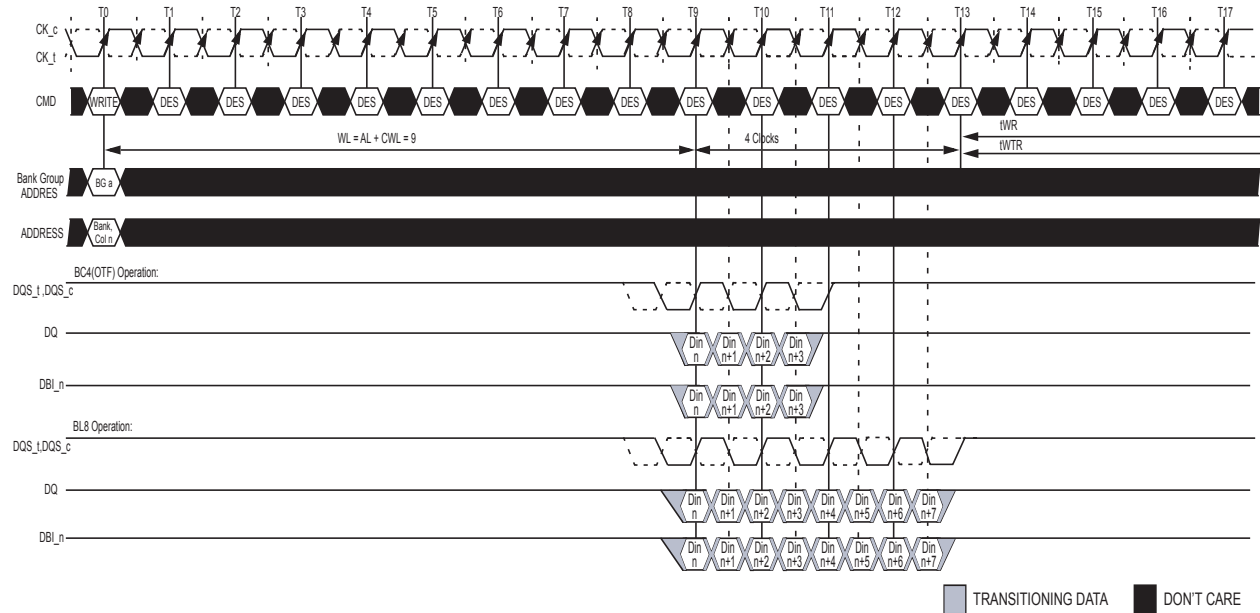 T0 T1 T2 T3 T4 T5 T6 T7 T8 T9 T10 T11 T12 T13 T14 T15 T16 T17
CK_c
CK_t
CMD WRITE DES DES DES DES DES DES DES DES DES DES DES DES DES DES DES DES DES
WL = AL + CWL = 9 4 Clocks tWR
tWTR
Bank Group
ADDRES BG a
ADDRESS Bank,
Col n
BC4(OTF) Operation:
DQS_t ,DQS_c
DQ Din n Din n+1 Din n+2 Din n+3
DBI_n Din n Din n+1 Din n+2 Din n+3
BL8 Operation:
DQS_t,DQS_c
DQ Din n Din n+1 Din n+2 Din n+3 Din n+4 Din n+5 Din n+6 Din n+7
DBI_n Din n Din n+1 Din n+2 Din n+3 Din n+4 Din n+5 Din n+6 Din n+7
TRANSITIONING DATA DON'T CARE